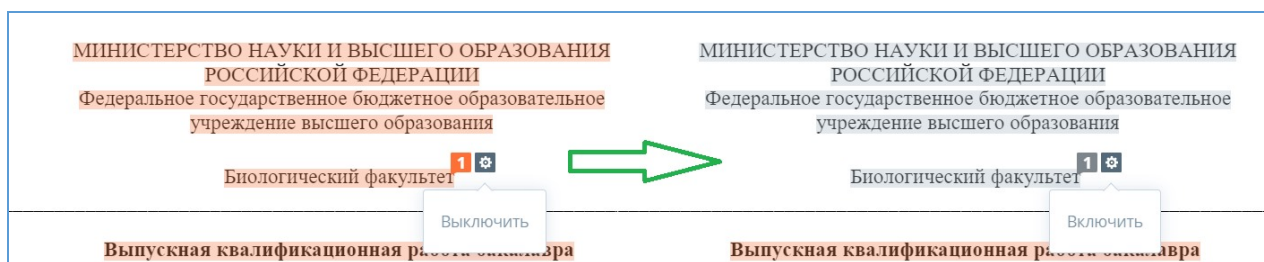 МИНИСТЕРСТВО НАУКИ И ВЫСШЕГО ОБРАЗОВАНИЯ
РОССИЙСКОЙ ФЕДЕРАЦИИ
Федеральное государственное бюджетное образовательное
учреждение высшего образования
1
Биологический факультет
Выключить
Выпускная квалификационная работа бакалавра
МИНИСТЕРСТВО НАУКИ И ВЫСШЕГО ОБРАЗОВАНИЯ
РОССИЙСКОЙ ФЕДЕРАЦИИ
Федеральное государственное бюджетное образовательное
учреждение высшего образования
1
Биологический факультет
Включить
Выпускная квалификационная работа бакалавра